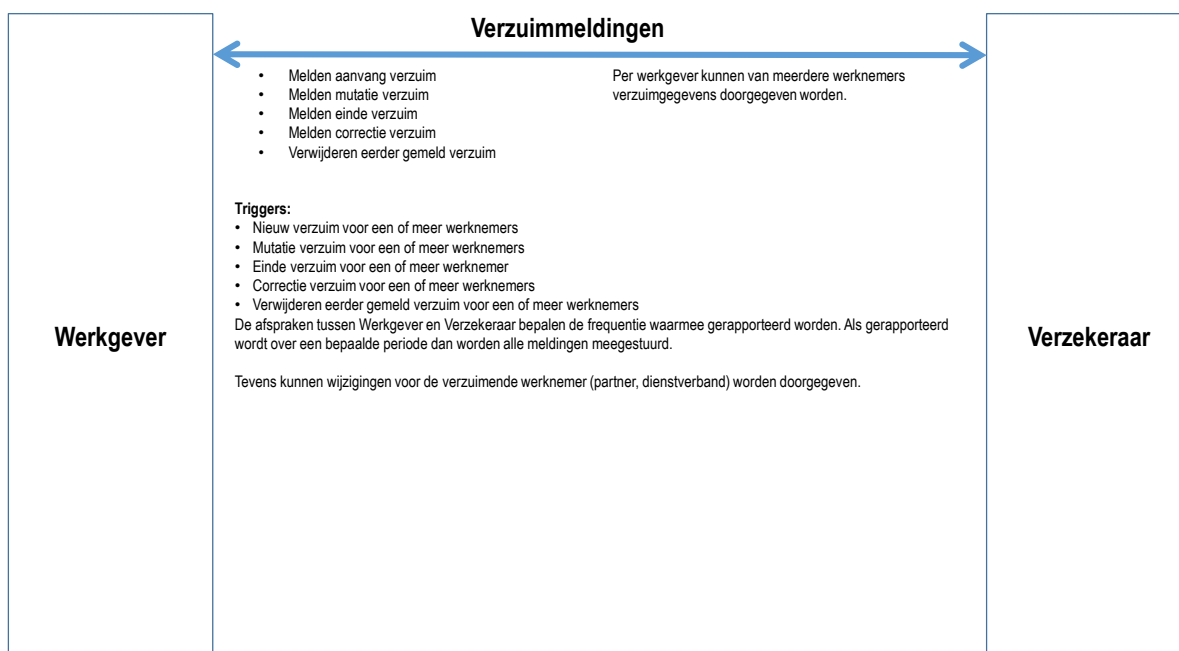 Verzuimmeldingen
• Melden aanvang verzuim
• Melden mutatie verzuim
• Melden einde verzuim
• Melden correctie verzuim
• Verwijderen eerder gemeld verzuim
Per werkgever kunnen van meerdere werknemers
verzuimgegevens doorgegeven worden.
Triggers:
• Nieuw verzuim voor een of meer werknemers
• Mutatie verzuim voor een of meer werknemers
• Einde verzuim voor een of meer werknemer
• Correctie verzuim voor een of meer werknemers
• Verwijderen eerder gemeld verzuim voor een of meer werknemers
De afspraken tussen Werkgever en Verzekeraar bepalen de frequentie waarmee gerapporteerd worden. Als gerapporteerd
wordt over een bepaalde periode dan worden alle meldingen meegestuurd.
Tevens kunnen wijzigingen voor de verzuimende werknemer (partner, dienstverband) worden doorgegeven.
Werkgever
Verzekeraar